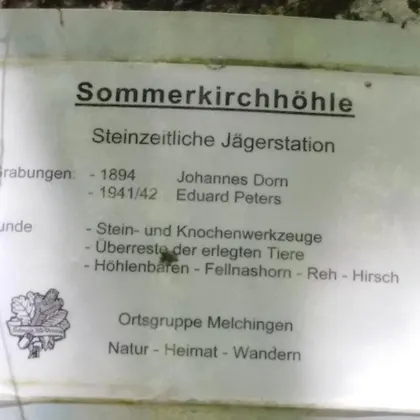 Sommerkirchhöhle
Steinzeitliche Jägerstation
Grabungen: - 1894 Johannes Dorn
- 1941/42 Eduard Peters
unde - Stein- und Knochenwerkzeuge
- Überreste der erlegten Tiere
- Höhlenbären - Fellnashorn - Reh - Hirsch
Ortsgruppe Melchingen
Natur - Heimat - Wandern